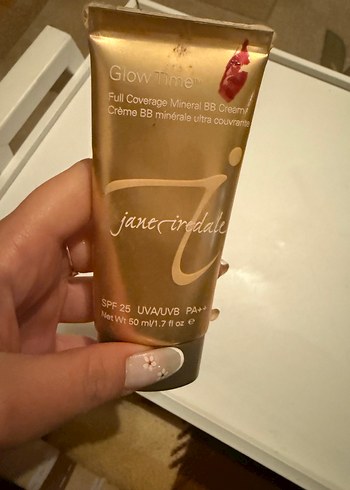 Glow Time
Full Coverage Mineral BB Cream
Crème BB minérale ultra couvrante
jane iredale
SPF 25 UVA/UVB PA++
Net Wt 50 ml/1.7 fl oz e